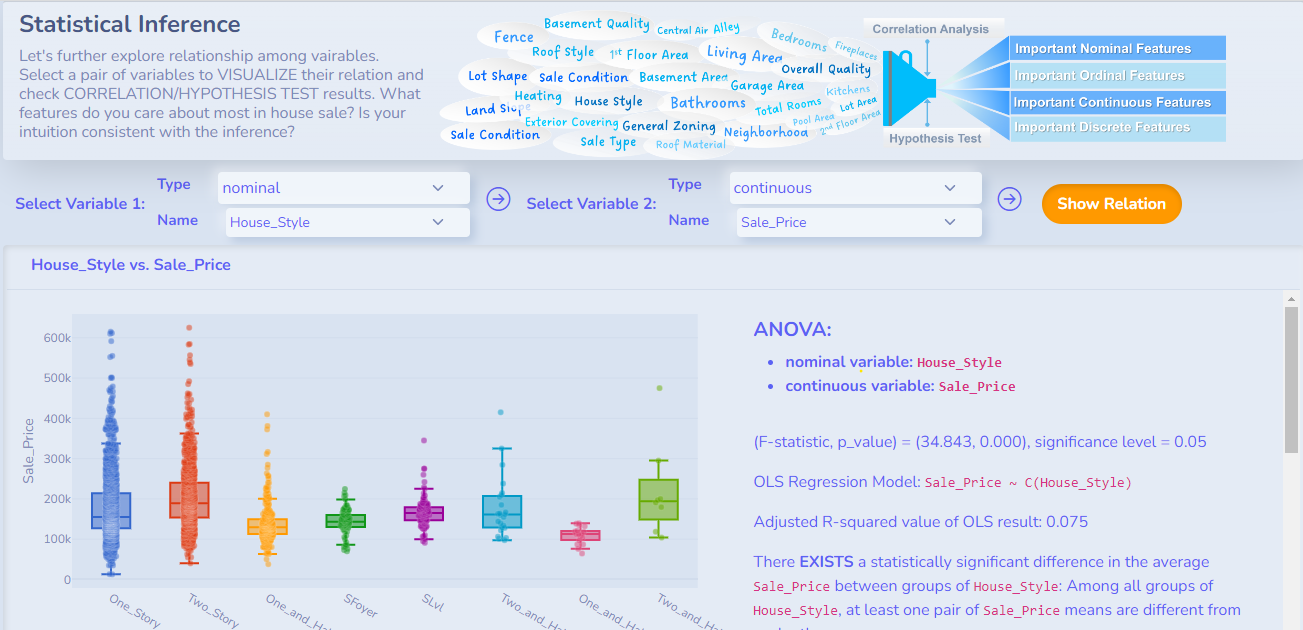 Statistical Inference
Let's further explore relationship among vairables.
Select a pair of variables to VISUALIZE their relation and
check CORRELATION/HYPOTHESIS TEST results. What
features do you care about most in house sale? Is your
intuition consistent with the inference?
Fence
Basement Quality
Central Air
Alley
Bedrooms
Fireplaces
Roof Style
1st Floor Area
Living Area
Overall Quality
Lot Shape
Sale Condition
Basement Area
Garage Area
Kitchens
Heating
House Style
Bathrooms
Total Rooms
Lot Area
Land Slope
Exterior Covering
General Zoning
Neighborhood
Pool Area
2nd Floor Area
Sale Condition
Sale Type
Roof Material
Correlation Analysis
Hypothesis Test
Important Nominal Features
Important Ordinal Features
Important Continuous Features
Important Discrete Features
Select Variable 1:
Type
nominal
Name
House_Style
Select Variable 2:
Type
continuous
Name
Sale_Price
Show Relation
House_Style vs. Sale_Price
Sale_Price
600k
500k
400k
300k
200k
100k
0
One_Story
Two_Story
One_and_Hal
SFoyer
SLvl
Two_and_Ha
One_and_Ha
Two_and_Ha
ANOVA:
• nominal variable: House_Style
• continuous variable: Sale_Price
(F-statistic, p_value) = (34.843, 0.000), significance level = 0.05
OLS Regression Model: Sale_Price ~ C(House_Style)
Adjusted R-squared value of OLS result: 0.075
There EXISTS a statistically significant difference in the average
Sale_Price between groups of House_Style: Among all groups of
House_Style, at least one pair of Sale_Price means are different from